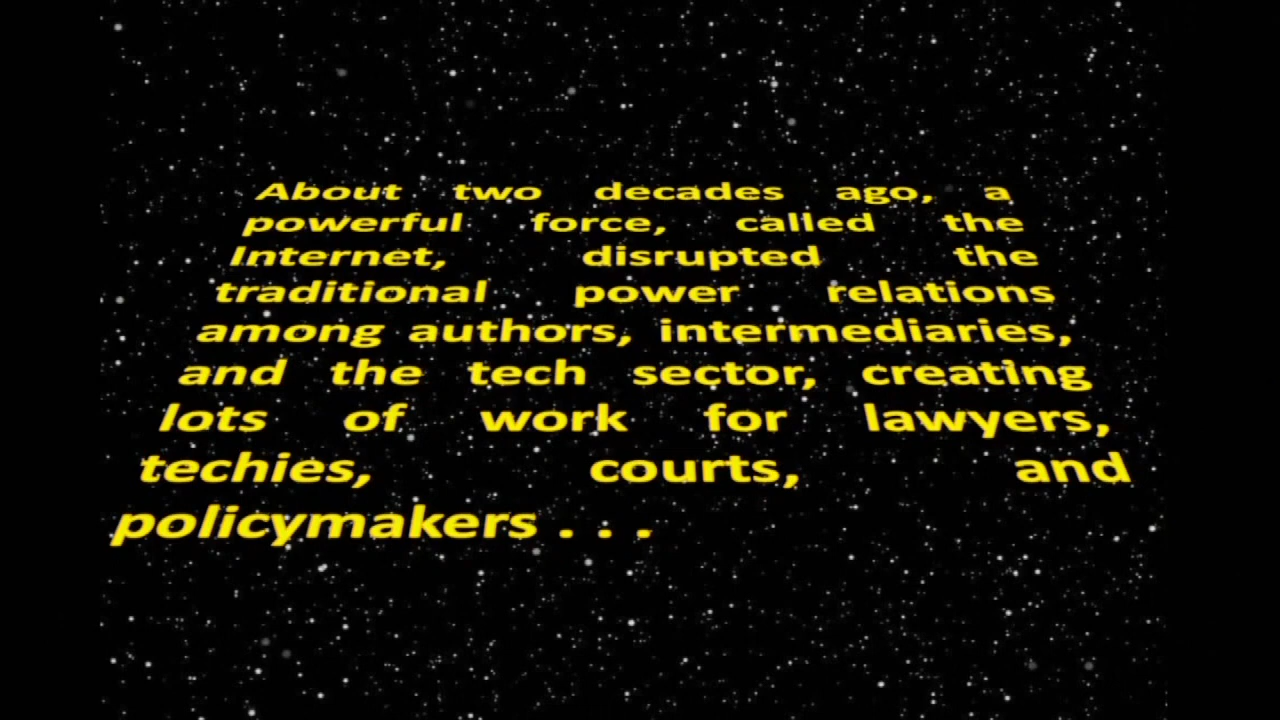 About two decades ago, a
powerful force, called the
Internet, disrupted the
traditional power relations
among authors, intermediaries,
and the tech sector, creating
lots of work for lawyers,
techies, courts, and
policymakers . . .